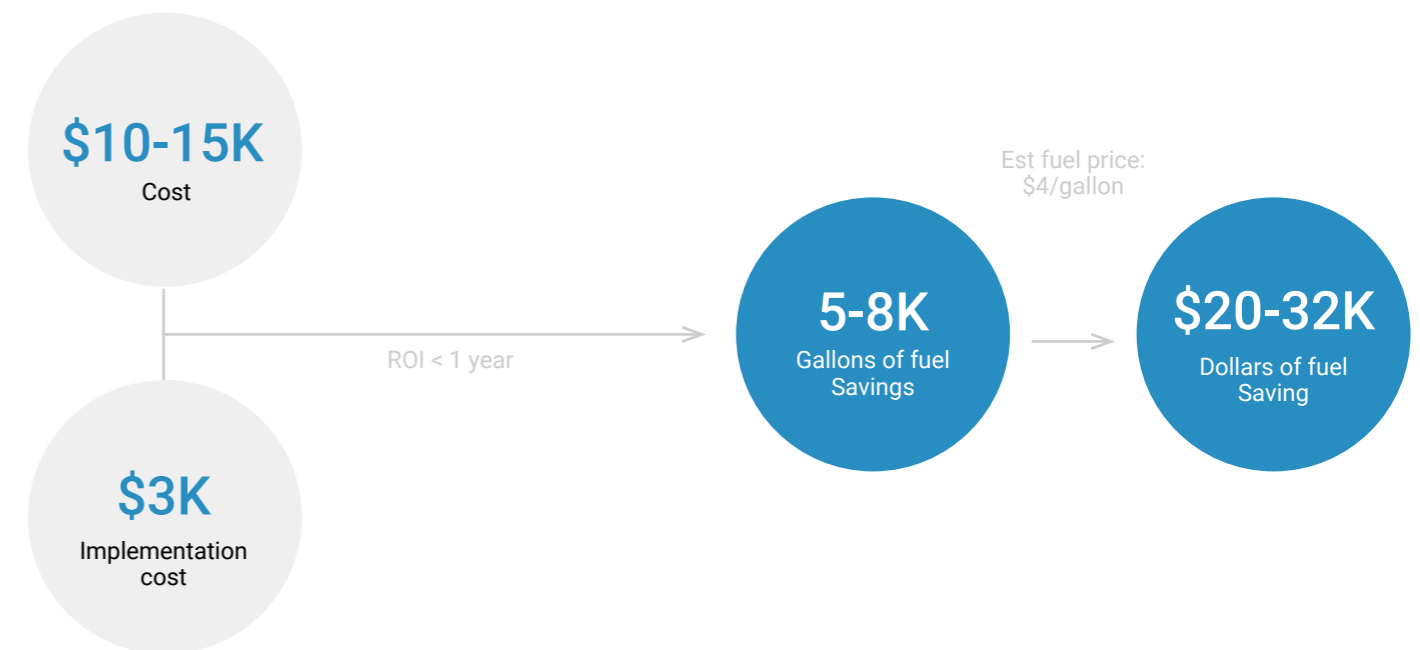 $10-15K
Cost
$3K
Implementation
cost
ROI < 1 year
5-8K
Gallons of fuel
Savings
Est fuel price:
$4/gallon
$20-32K
Dollars of fuel
Saving